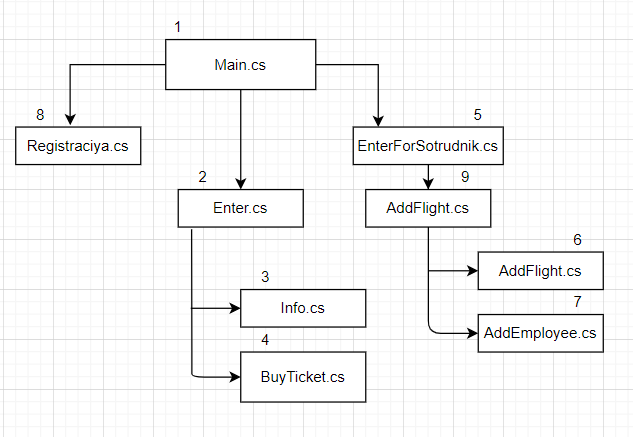 1
Main.cs
8
Registraciya.cs
5
EnterForSotrudnik.cs
2
Enter.cs
9
AddFlight.cs
3
Info.cs
4
BuyTicket.cs
6
AddFlight.cs
7
AddEmployee.cs